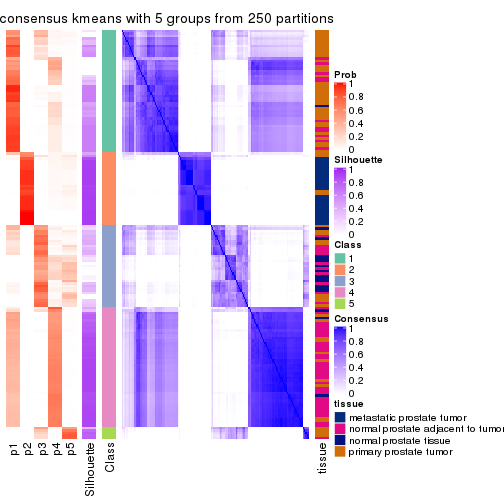 consensus kmeans with 5 groups from 250 partitions
Prob
1
0.8
0.6
0.4
0.2
0
Silhouette
1
0.8
0.6
0.4
0.2
0
Class
1
2
3
4
5
Consensus
1
0.8
0.6
0.4
0.2
0
tissue
metastatic prostate tumor
normal prostate adjacent to tumor
normal prostate tissue
primary prostate tumor
p1
p2
p3
p4
p5
Silhouette
Class
tissue